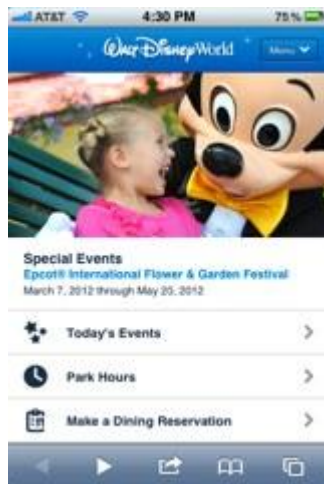 AT&T 4:30 PM 75%
Walt Disney World Menu
Special Events
Epcot® International Flower & Garden Festival
March 7, 2012 through May 20, 2012
Today's Events
Park Hours
Make a Dining Reservation